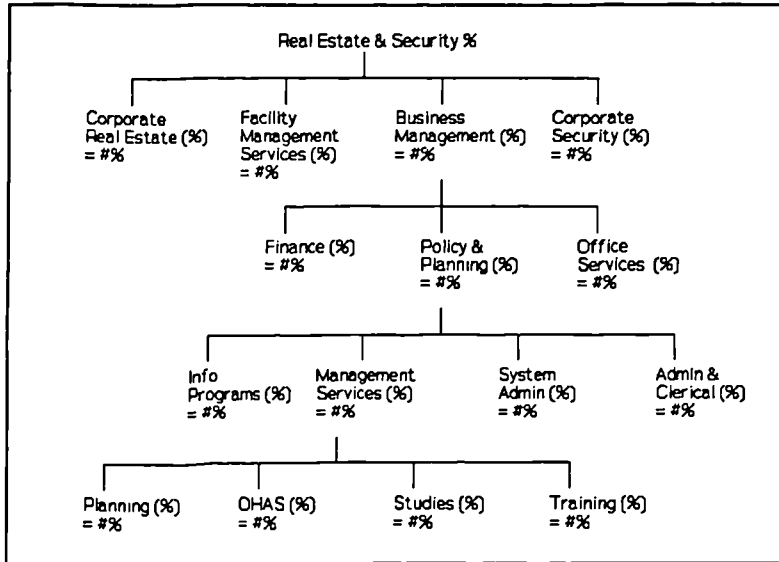 Real Estate & Security %
Corporate
Real Estate (%)
= #%
Facility
Management
Services (%)
= #%
Business
Management (%)
= #%
Corporate
Security (%)
= #%
Finance (%)
= #%
Policy &
Planning (%)
= #%
Office
Services (%)
= #%
Info
Programs (%)
= #%
Management
Services (%)
= #%
System
Admin (%)
= #%
Admin &
Clerical (%)
= #%
Planning (%)
= #%
OHAS (%)
= #%
Studies (%)
= #%
Training (%)
= #%